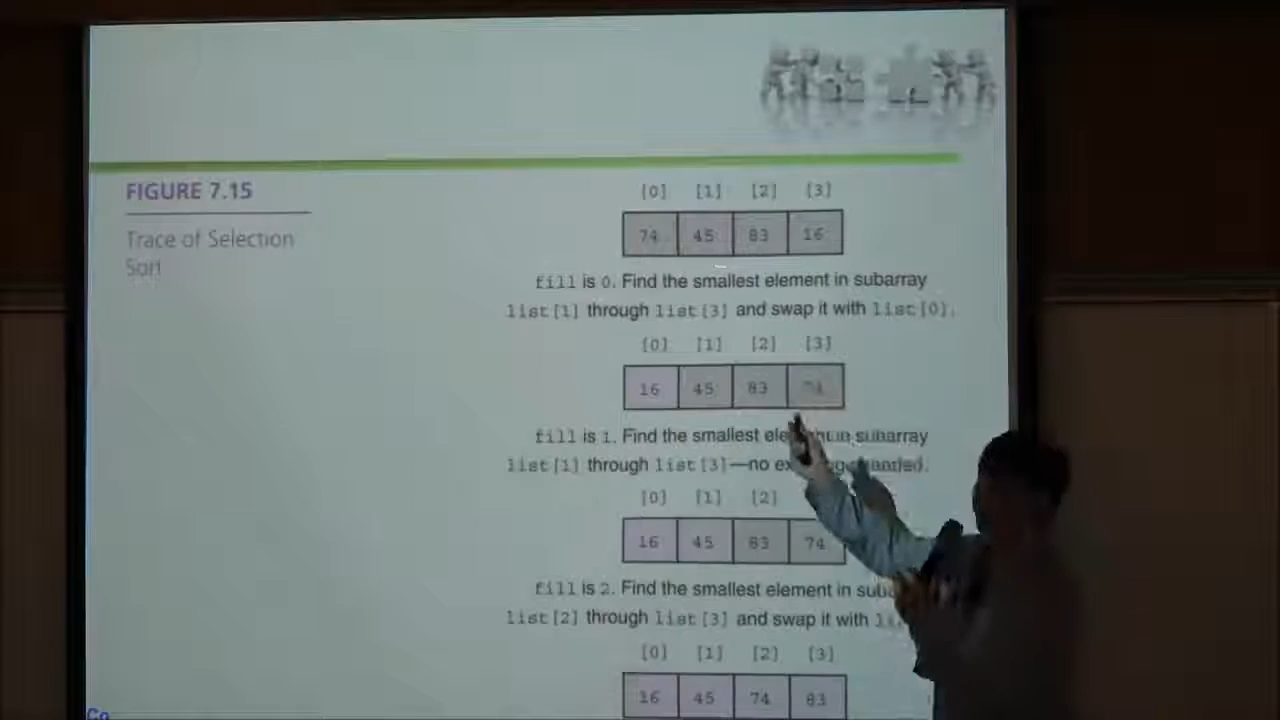 FIGURE 7.15
Trace of Selection
Sort
[0] [1] [2] [3]
74 45 83 16
fill is 0. Find the smallest element in subarray
list[1] through list[3] and swap it with list[0].
[0] [1] [2] [3]
16 45 83 74
fill is 1. Find the smallest subarray
list[1] through list[3]—no
[0] [1] [2]
16 45 83 74
fill is 2. Find the smallest element in
list[2] through list[3] and swap it with
[0] [1] [2] [3]
16 45 74 83
Co